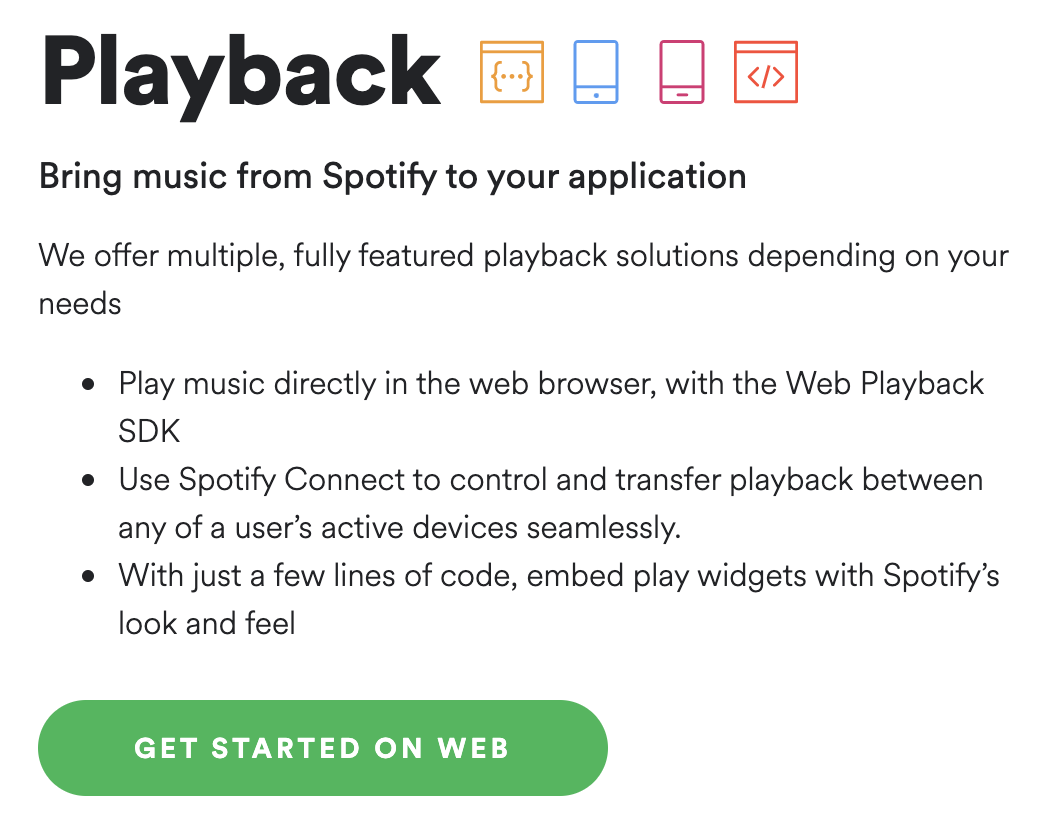 Playback
Bring music from Spotify to your application
We offer multiple, fully featured playback solutions depending on your
needs
• Play music directly in the web browser, with the Web Playback
SDK
• Use Spotify Connect to control and transfer playback between
any of a user’s active devices seamlessly.
• With just a few lines of code, embed play widgets with Spotify’s
look and feel
GET STARTED ON WEB